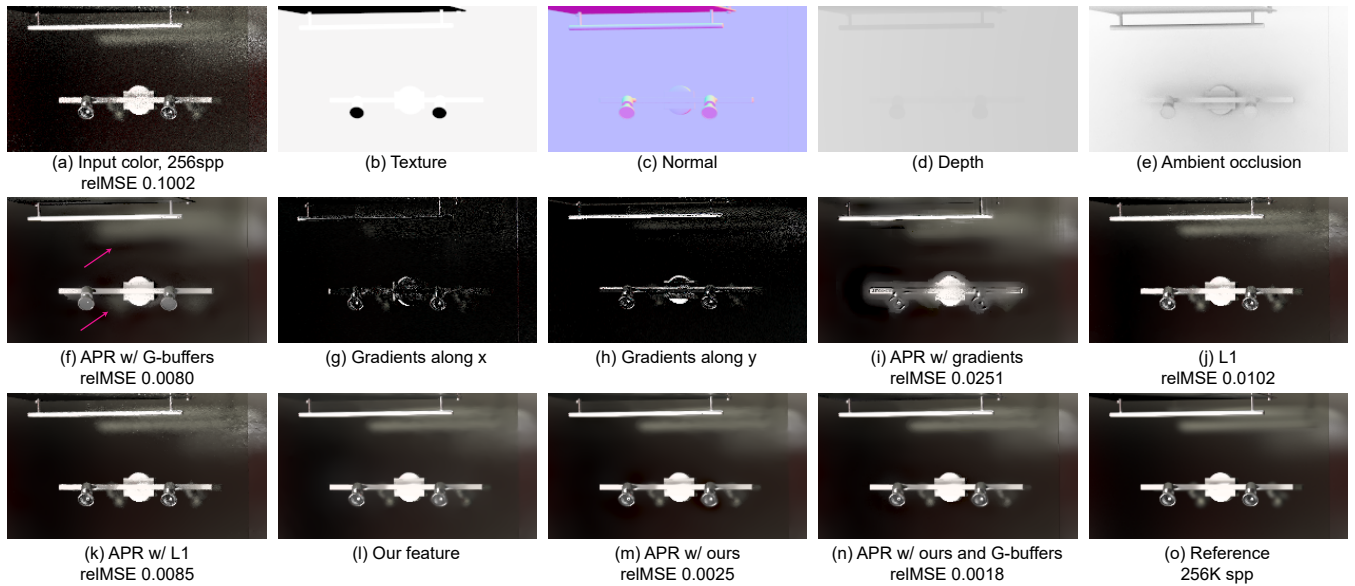 (a) Input color, 256spp
relMSE 0.1002
(b) Texture
(c) Normal
(d) Depth
(e) Ambient occlusion
(f) APR w/ G-buffers
relMSE 0.0080
(g) Gradients along x
(h) Gradients along y
(i) APR w/ gradients
relMSE 0.0251
(j) L1
relMSE 0.0102
(k) APR w/ L1
relMSE 0.0085
(l) Our feature
(m) APR w/ ours
relMSE 0.0025
(n) APR w/ ours and G-buffers
relMSE 0.0018
(o) Reference
256K spp